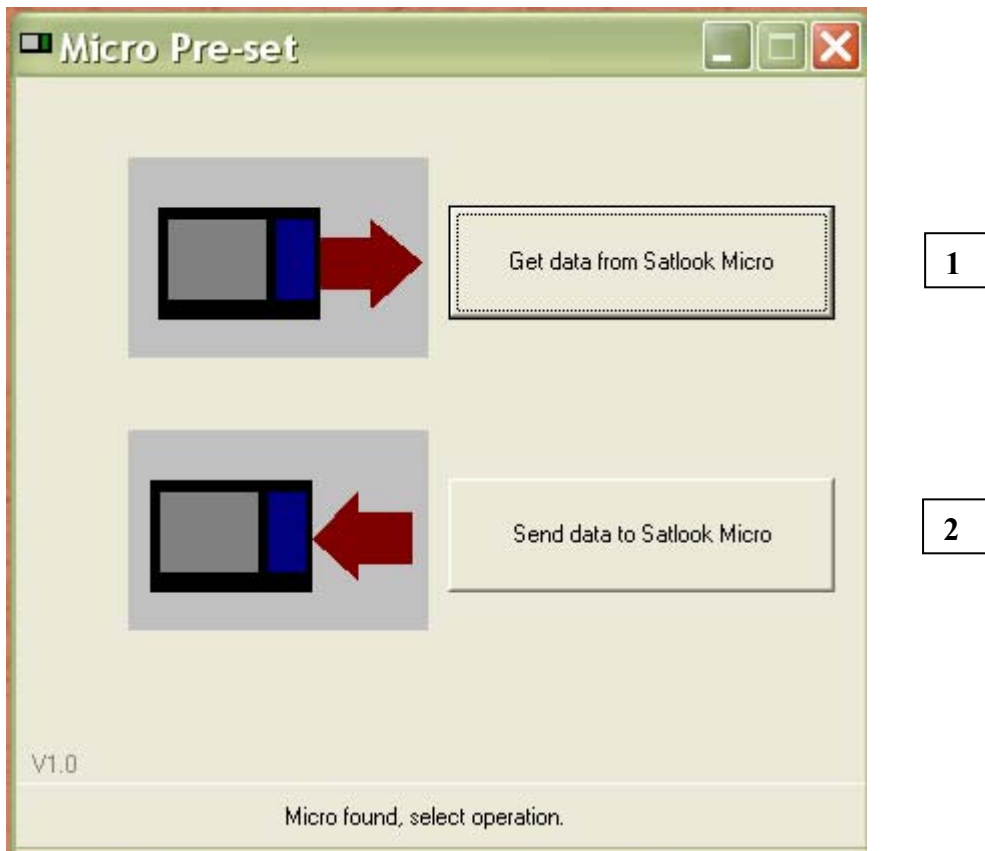 Micro Pre-set
Get data from Satlook Micro
1
Send data to Satlook Micro
2
V1.0
Micro found, select operation.